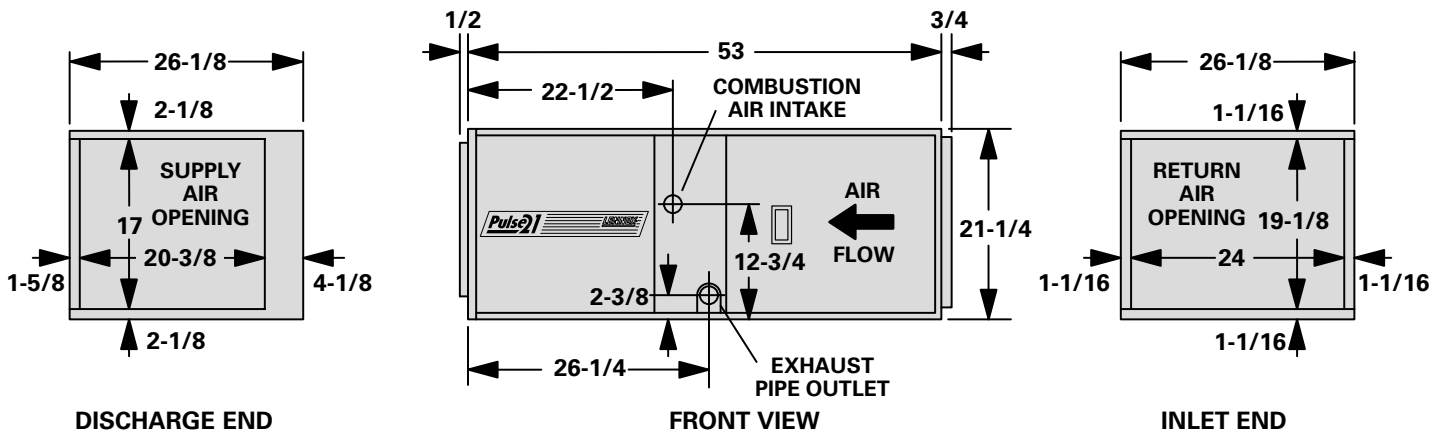 26-1/8
2-1/8
SUPPLY
AIR
OPENING
17
20-3/8
1-5/8
4-1/8
2-1/8
DISCHARGE END
1/2
3/4
53
22-1/2
COMBUSTION
AIR INTAKE
Pulse21
LENNOX
AIR
FLOW
21-1/4
12-3/4
2-3/8
26-1/4
EXHAUST
PIPE OUTLET
FRONT VIEW
26-1/8
1-1/16
RETURN
AIR
OPENING
19-1/8
24
1-1/16
1-1/16
1-1/16
INLET END